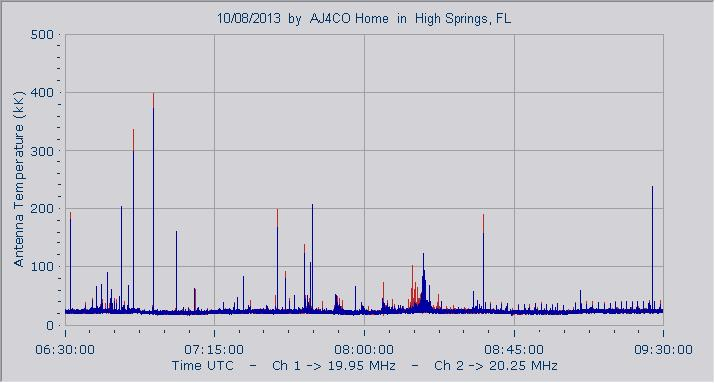 10/08/2013 by AJ4CO Home in High Springs, FL
Antenna Temperature (kK)
500
400
300
200
100
0
06:30:00 07:15:00 08:00:00 08:45:00 09:30:00
Time UTC - Ch 1 -> 19.95 MHz - Ch 2 -> 20.25 MHz